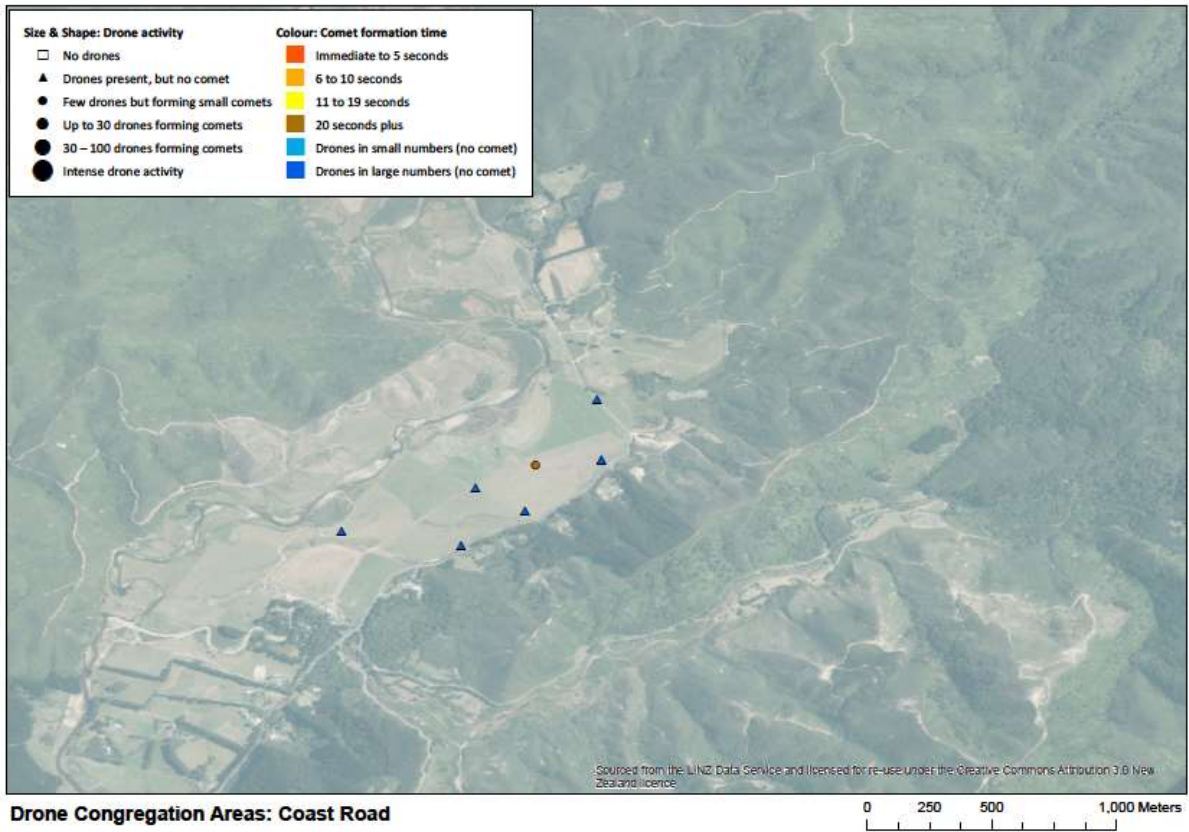 Size & Shape: Drone activity
No drones
Drones present, but no comet
Few drones but forming small comets
Up to 30 drones forming comets
30 – 100 drones forming comets
Intense drone activity
Colour: Comet formation time
Immediate to 5 seconds
6 to 10 seconds
11 to 19 seconds
20 seconds plus
Drones in small numbers (no comet)
Drones in large numbers (no comet)
Sourced from the LINZ Data Service and licensed for re-use under the Creative Commons Attribution 3.0 New
Zealand licence
Drone Congregation Areas: Coast Road
0 250 500 1,000 Meters